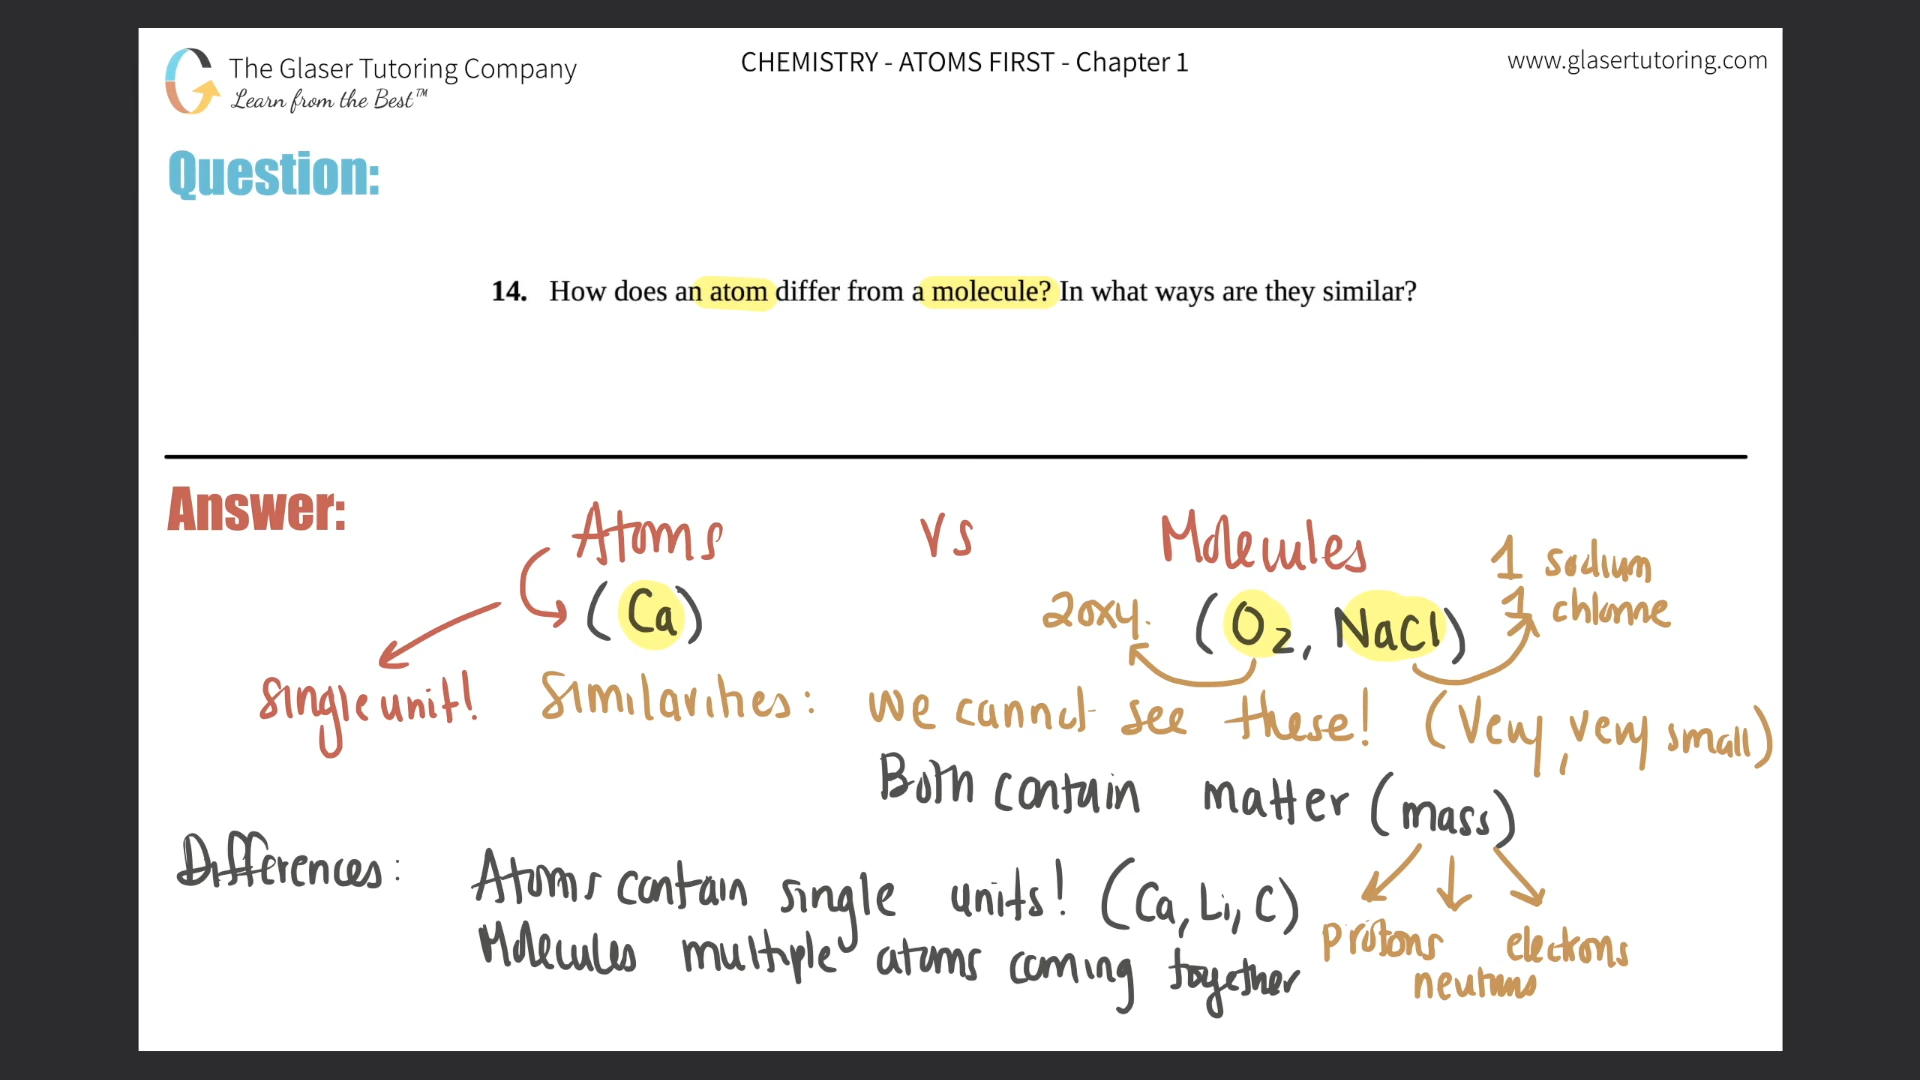 The Glaser Tutoring Company
Learn from the Best™
CHEMISTRY - ATOMS FIRST - Chapter 1
www.glasertutoring.com
Question:
14. How does an atom differ from a molecule? In what ways are they similar?
Answer:
Atoms vs Molecules
1 sodium
1 chlorine
(Ca)
2 oxy.
(O2, NaCl)
Single unit!
Similarities: we cannot see these! (Very, very small)
Both contain matter (mass)
Differences: Atoms contain single units! (Ca, Li, C)
protons
electrons
neutrons
Molecules multiple atoms coming together